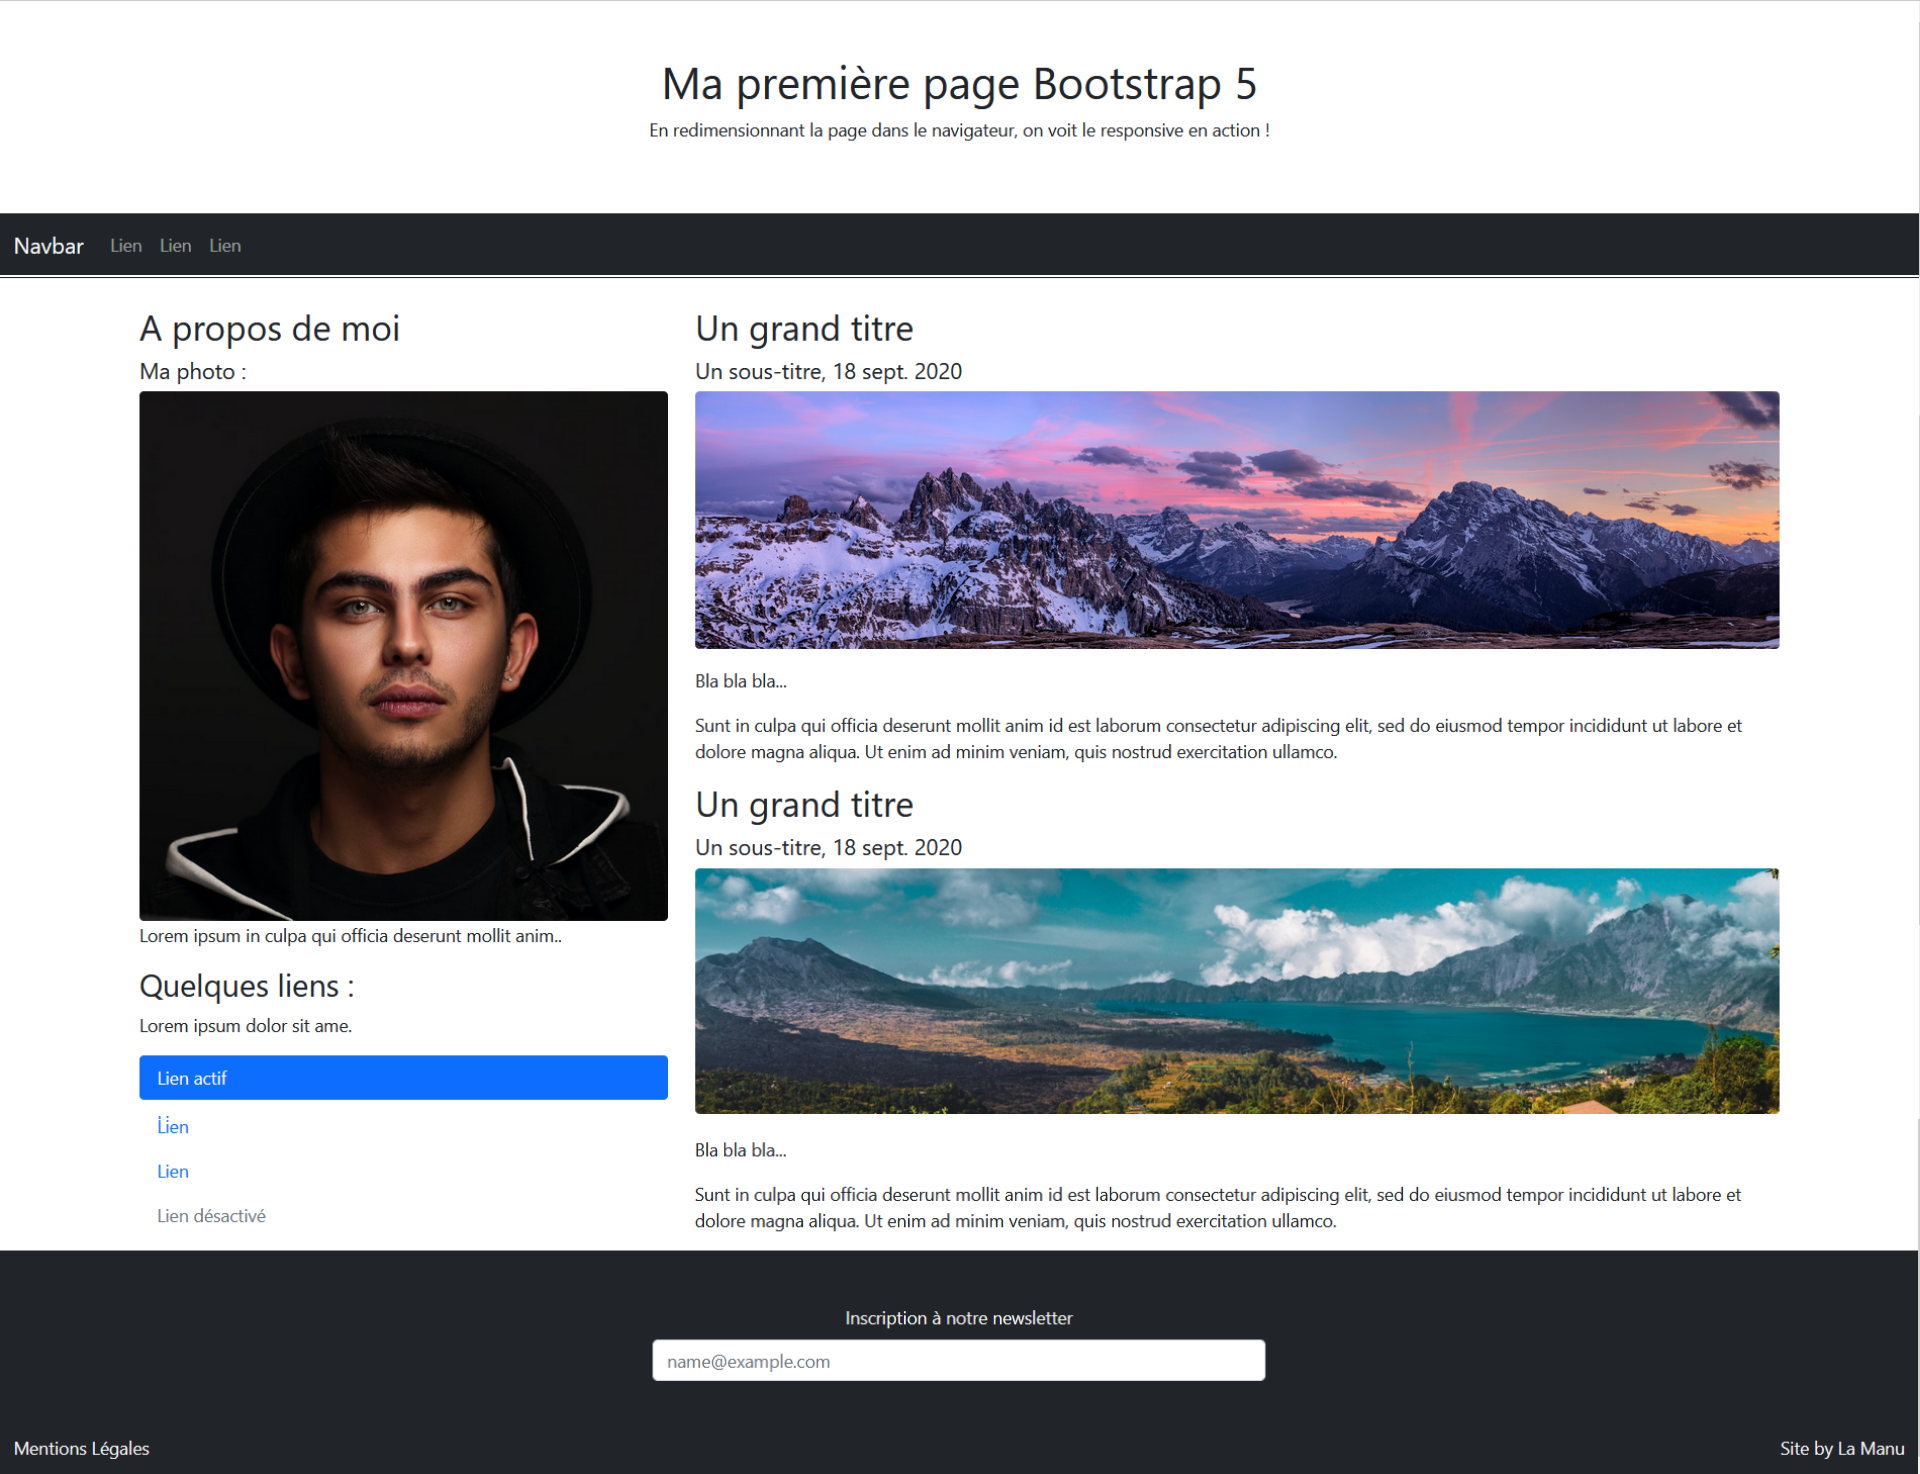 Ma première page Bootstrap 5
En redimensionnant la page dans le navigateur, on voit le responsive en action !
Navbar Lien Lien Lien
A propos de moi
Ma photo :
Lorem ipsum in culpa qui officia deserunt mollit anim..
Quelques liens :
Lorem ipsum dolor sit ame.
Lien actif
Lien
Lien
Lien désactivé
Un grand titre
Un sous-titre, 18 sept. 2020
Bla bla bla...
Sunt in culpa qui officia deserunt mollit anim id est laborum consectetur adipiscing elit, sed do eiusmod tempor incididunt ut labore et
dolore magna aliqua. Ut enim ad minim veniam, quis nostrud exercitation ullamco.
Un grand titre
Un sous-titre, 18 sept. 2020
Bla bla bla...
Sunt in culpa qui officia deserunt mollit anim id est laborum consectetur adipiscing elit, sed do eiusmod tempor incididunt ut labore et
dolore magna aliqua. Ut enim ad minim veniam, quis nostrud exercitation ullamco.
Inscription à notre newsletter
name@example.com
Mentions Légales
Site by La Manu